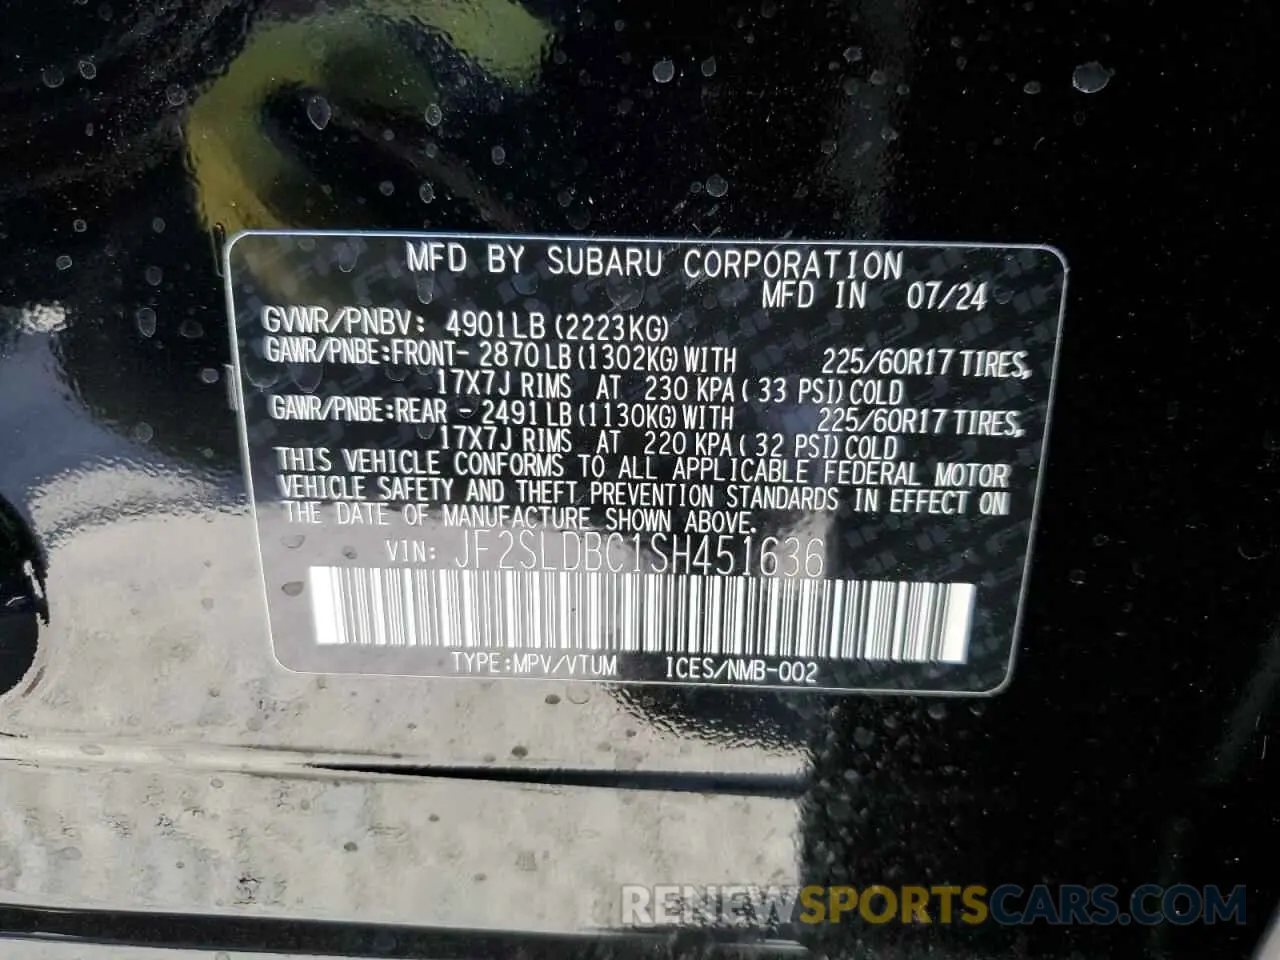 MFD BY SUBARU CORPORATION
MFD IN 07/24
GVWR/PNBV: 4901LB (2223KG)
GAWR/PNBE:FRONT- 2870LB (1302KG) WITH 225/60R17 TIRES,
17X7J RIMS AT 230 KPA ( 33 PSI) COLD
GAWR/PNBE:REAR - 2491LB (1130KG) WITH 225/60R17 TIRES,
17X7J RIMS AT 220 KPA ( 32 PSI) COLD
THIS VEHICLE CONFORMS TO ALL APPLICABLE FEDERAL MOTOR
VEHICLE SAFETY AND THEFT PREVENTION STANDARDS IN EFFECT ON
THE DATE OF MANUFACTURE SHOWN ABOVE.
VIN: JF2SLDBC1SH451636
TYPE:MPV/VTUM ICES/NMB-002
RENEWSPORTSCARS.COM